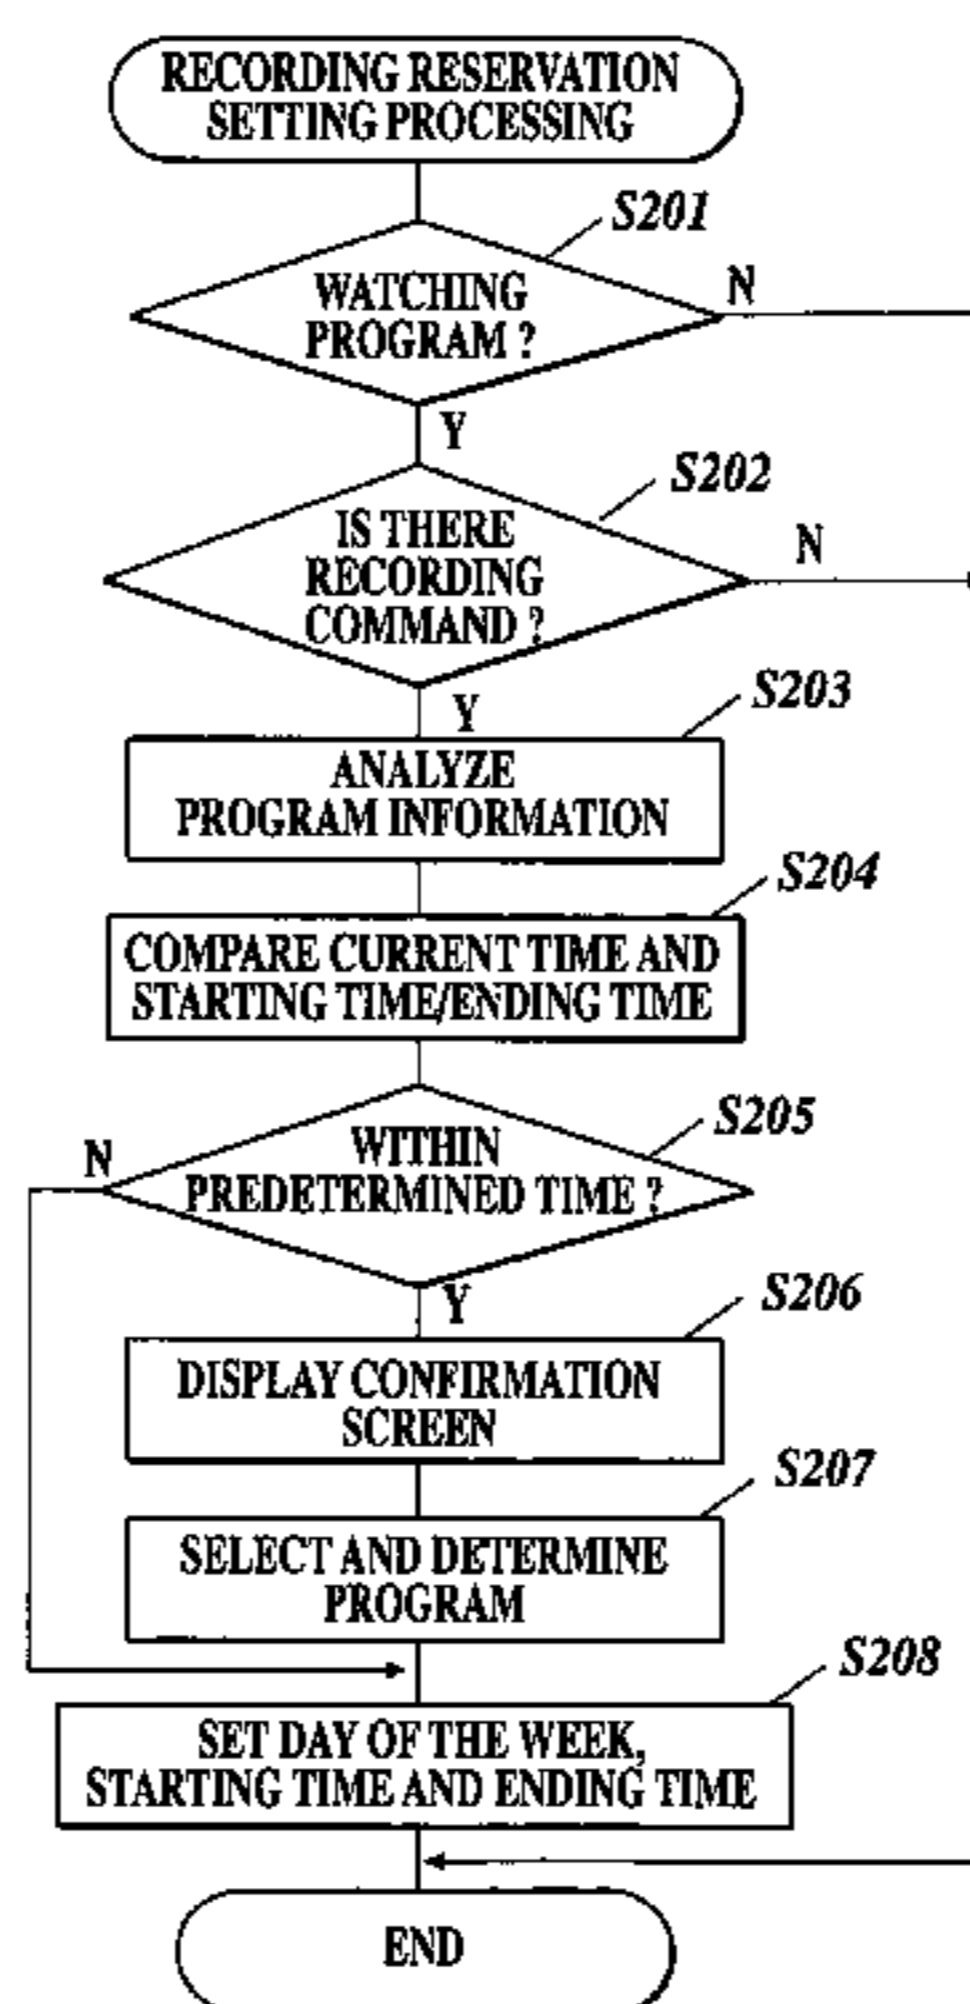 RECORDING RESERVATION
SETTING PROCESSING
S201
WATCHING
PROGRAM ?
N
Y
S202
IS THERE
RECORDING
COMMAND ?
N
Y
S203
ANALYZE
PROGRAM INFORMATION
S204
COMPARE CURRENT TIME AND
STARTING TIME/ENDING TIME
S205
N
WITHIN
PREDETERMINED TIME ?
Y
S206
DISPLAY CONFIRMATION
SCREEN
S207
SELECT AND DETERMINE
PROGRAM
S208
SET DAY OF THE WEEK,
STARTING TIME AND ENDING TIME
END